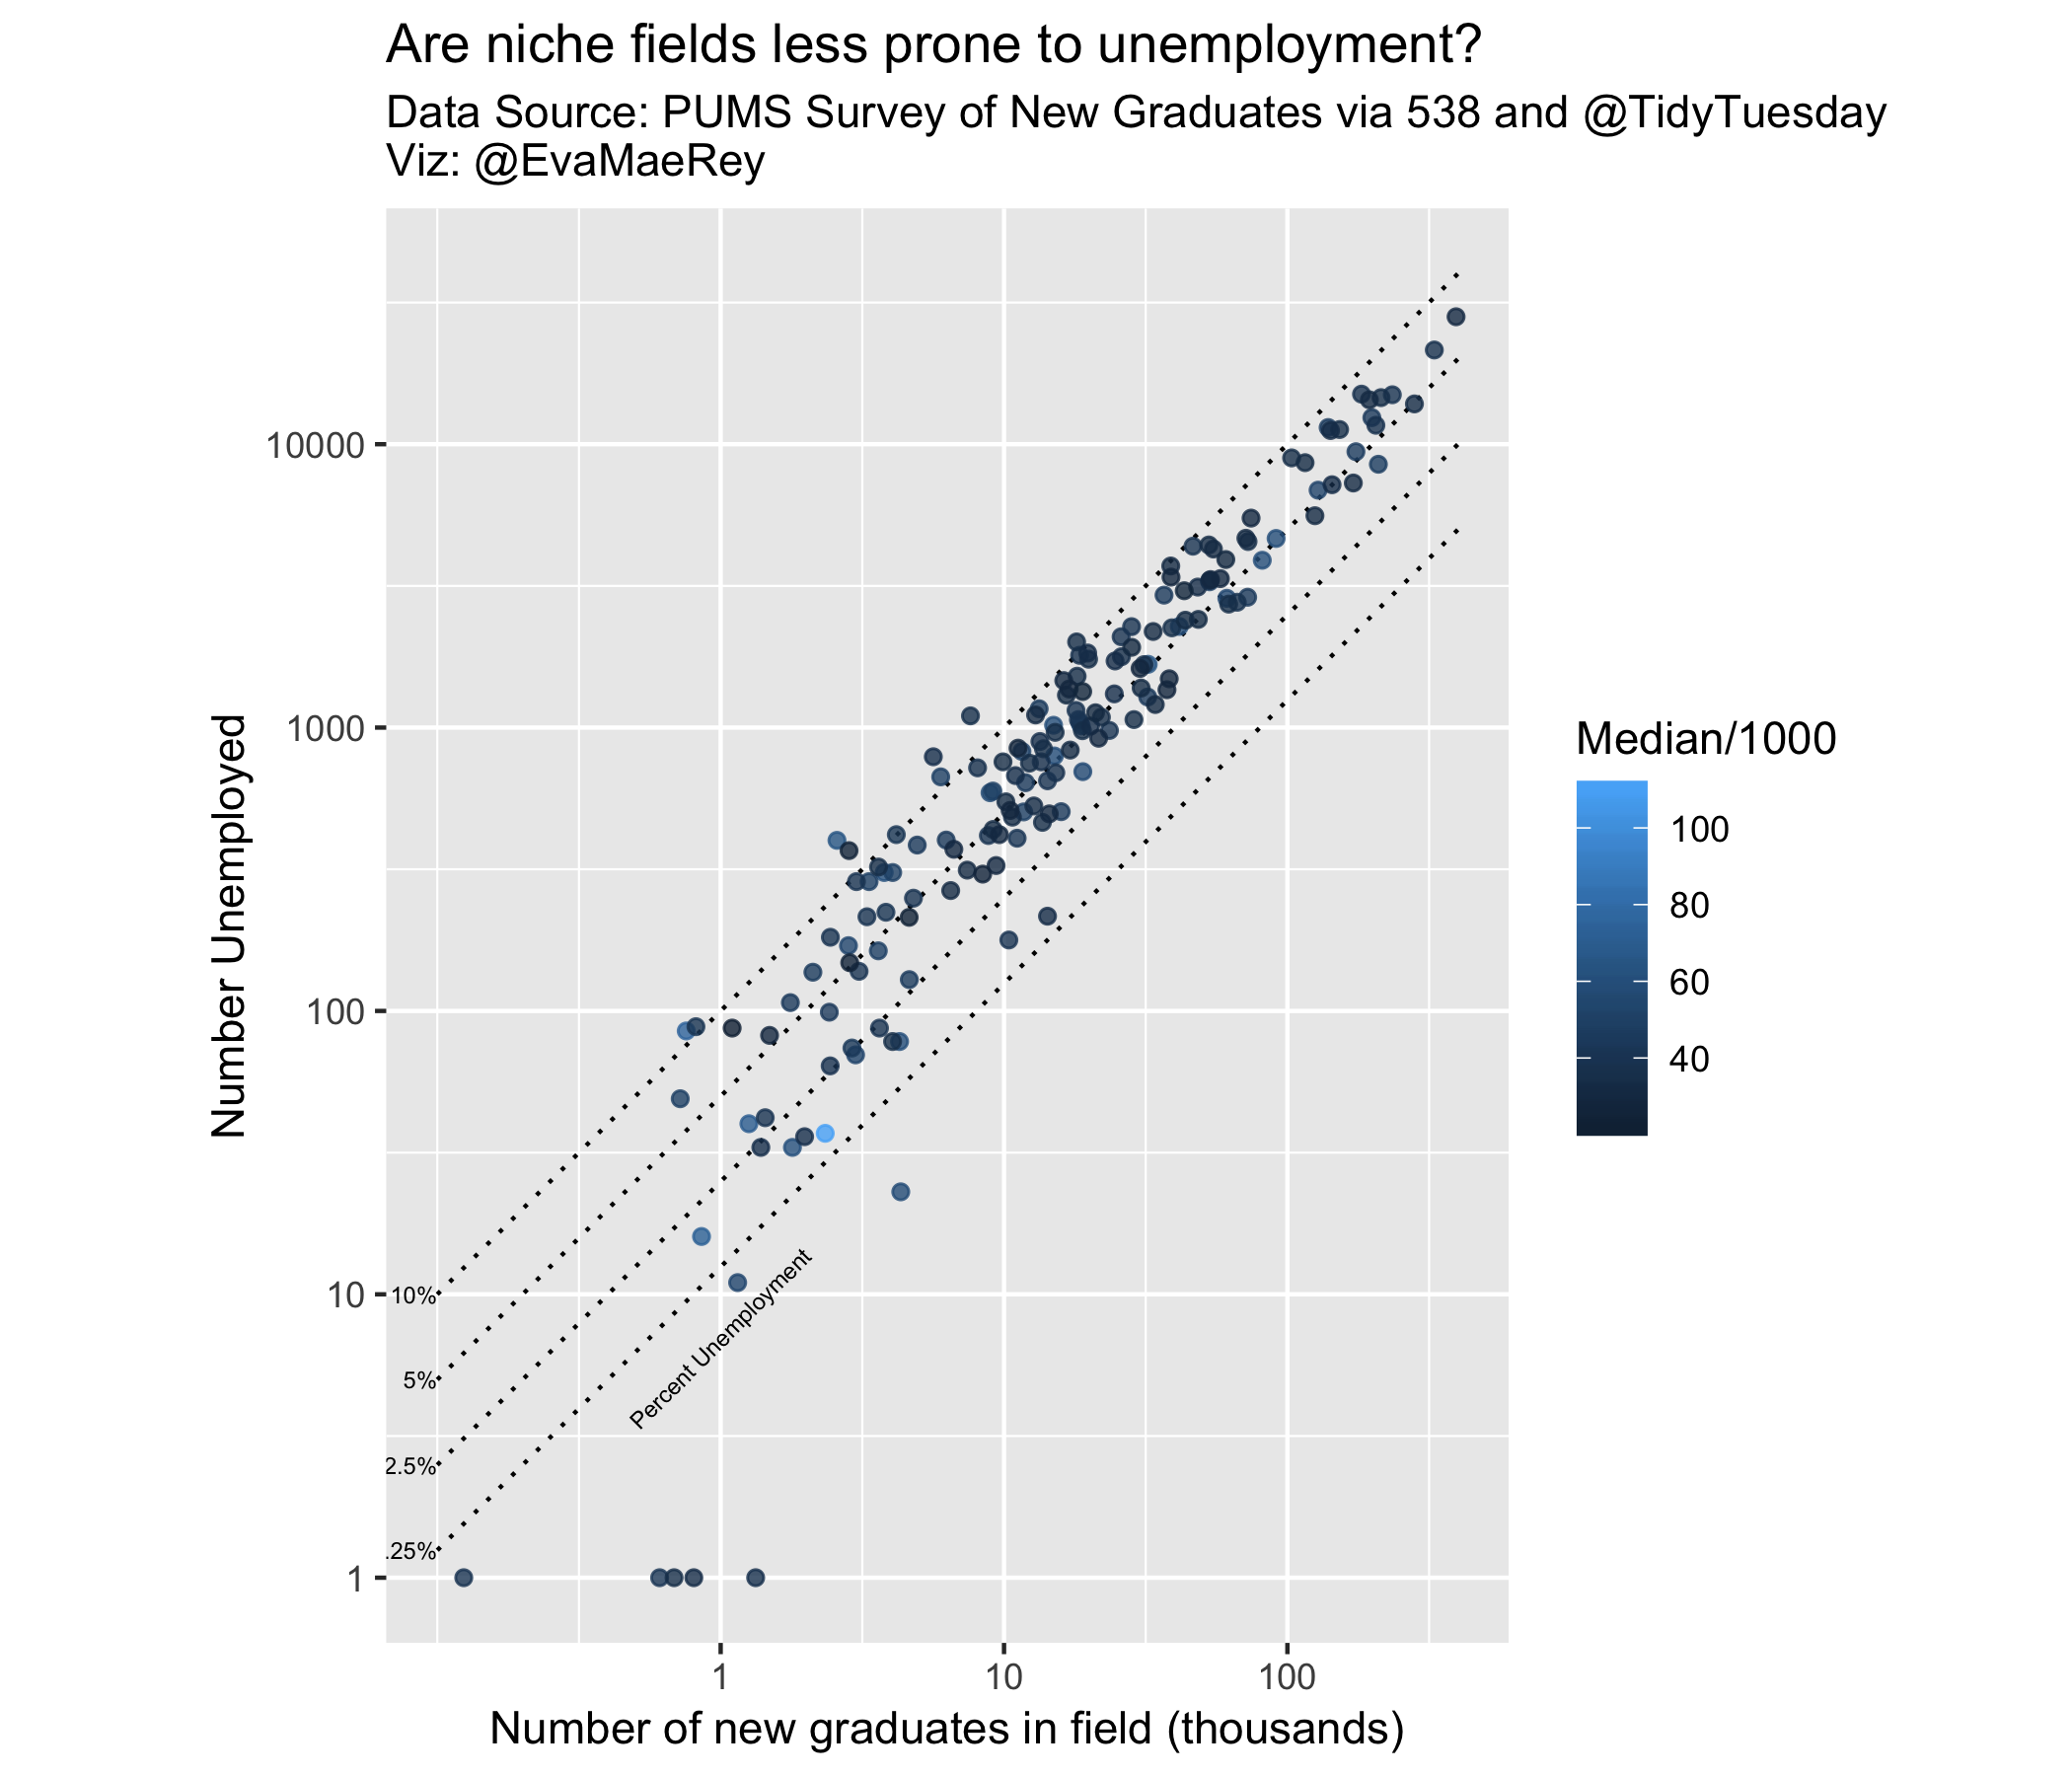 Are niche fields less prone to unemployment?
Data Source: PUMS Survey of New Graduates via 538 and @TidyTuesday
Viz: @EvaMaeRey
Number Unemployed
10000
1000
100
10
1
10%
5%
2.5%
.25%
Percent Unemployment
1
10
100
Number of new graduates in field (thousands)
Median/1000
100
80
60
40